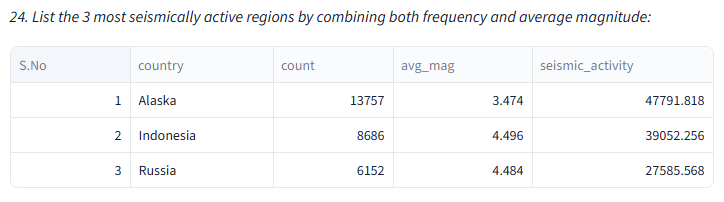 24. List the 3 most seismically active regions by combining both frequency and average magnitude:
S.No country count avg_mag seismic_activity
1 Alaska 13757 3.474 47791.818
2 Indonesia 8686 4.496 39052.256
3 Russia 6152 4.484 27585.568